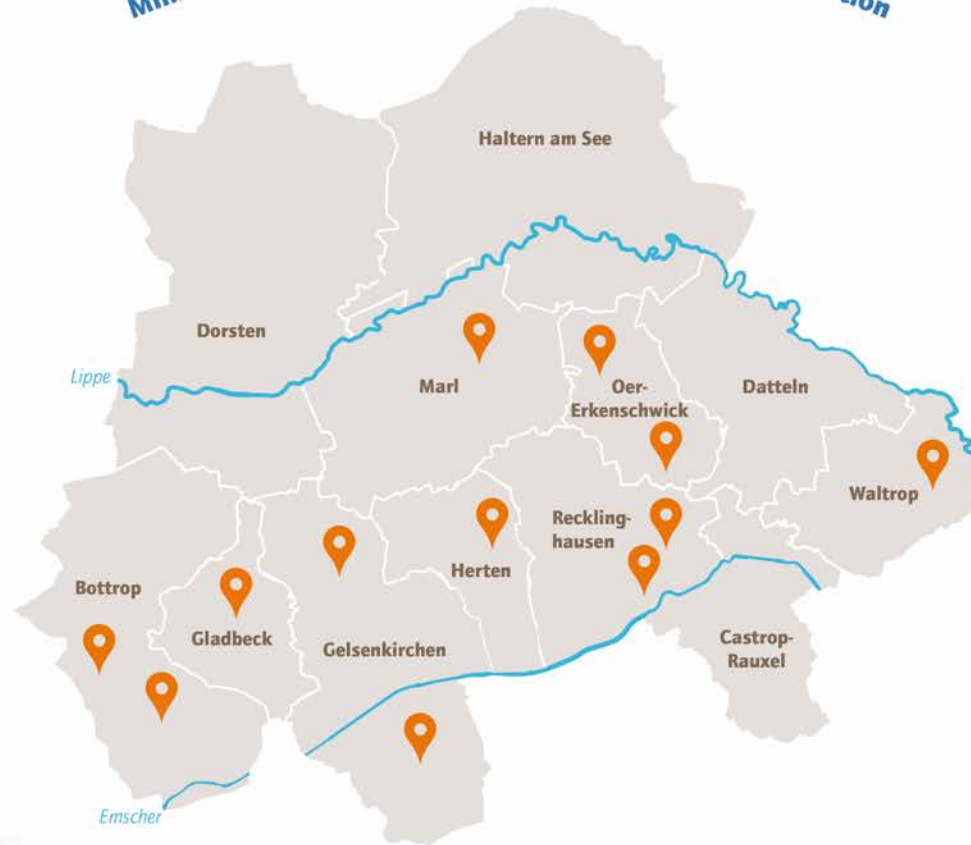 Haltern am See
Dorsten
Lippe
Marl
Oer-
Erkenschwick
Datteln
Waltrop
Reckling-
hausen
Herten
Bottrop
Gladbeck
Gelsenkirchen
Castrop-
Rauxel
Emscher